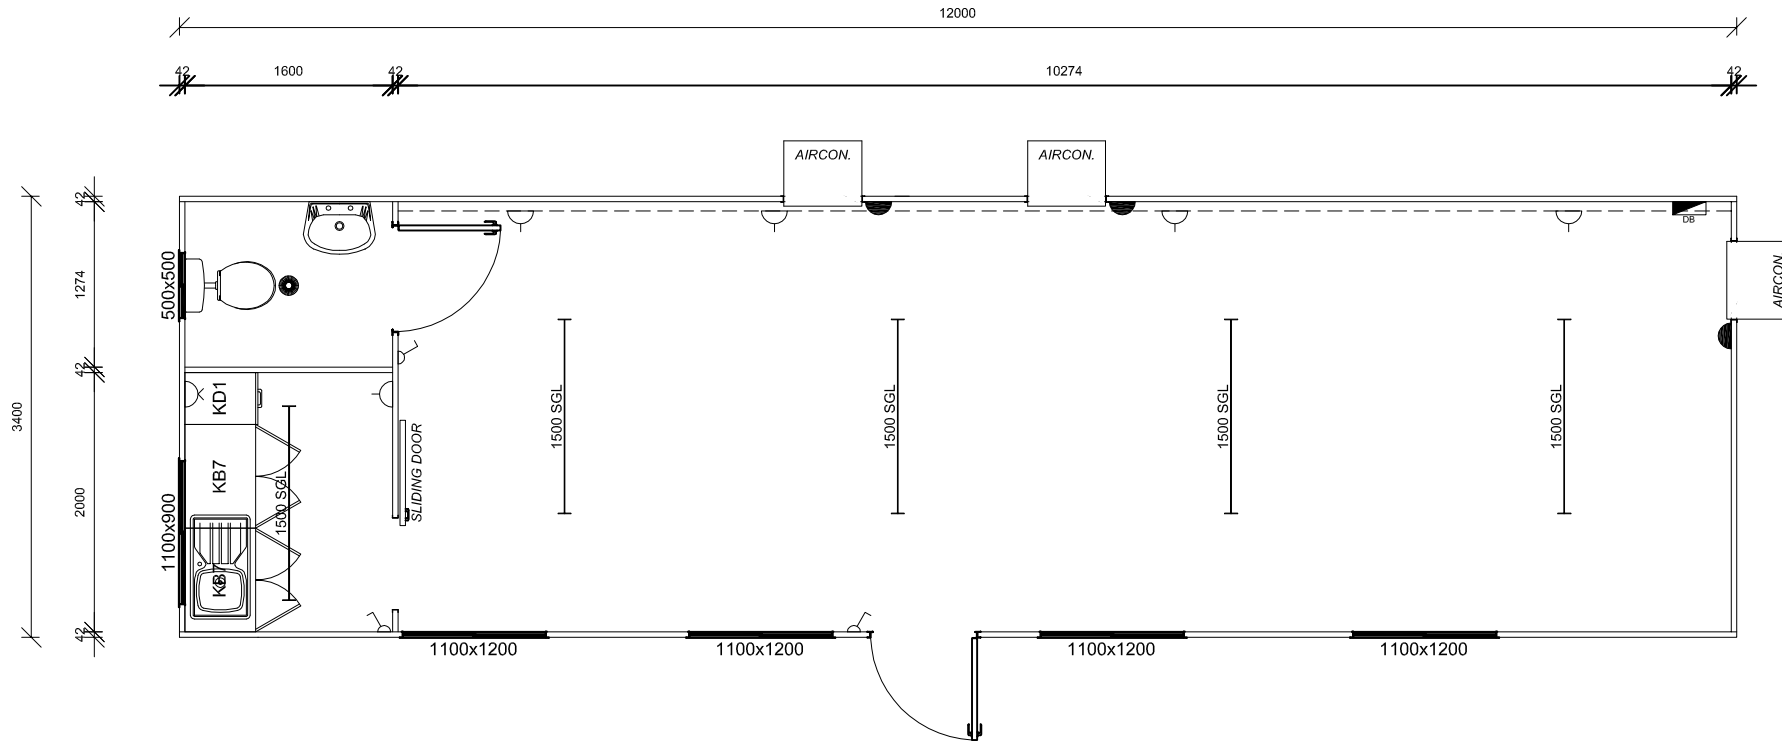 12000
42
1600
42
10274
42
AIRCON.
AIRCON.
42
DB
500x500
1274
AIRCON.
42
KD1
3400
1500 SGL
1500 SGL
1500 SGL
1500 SGL
SLIDING DOOR
KB7
1500 SGL
2000
1100x900
KB7
42
1100x1200
1100x1200
1100x1200
1100x1200